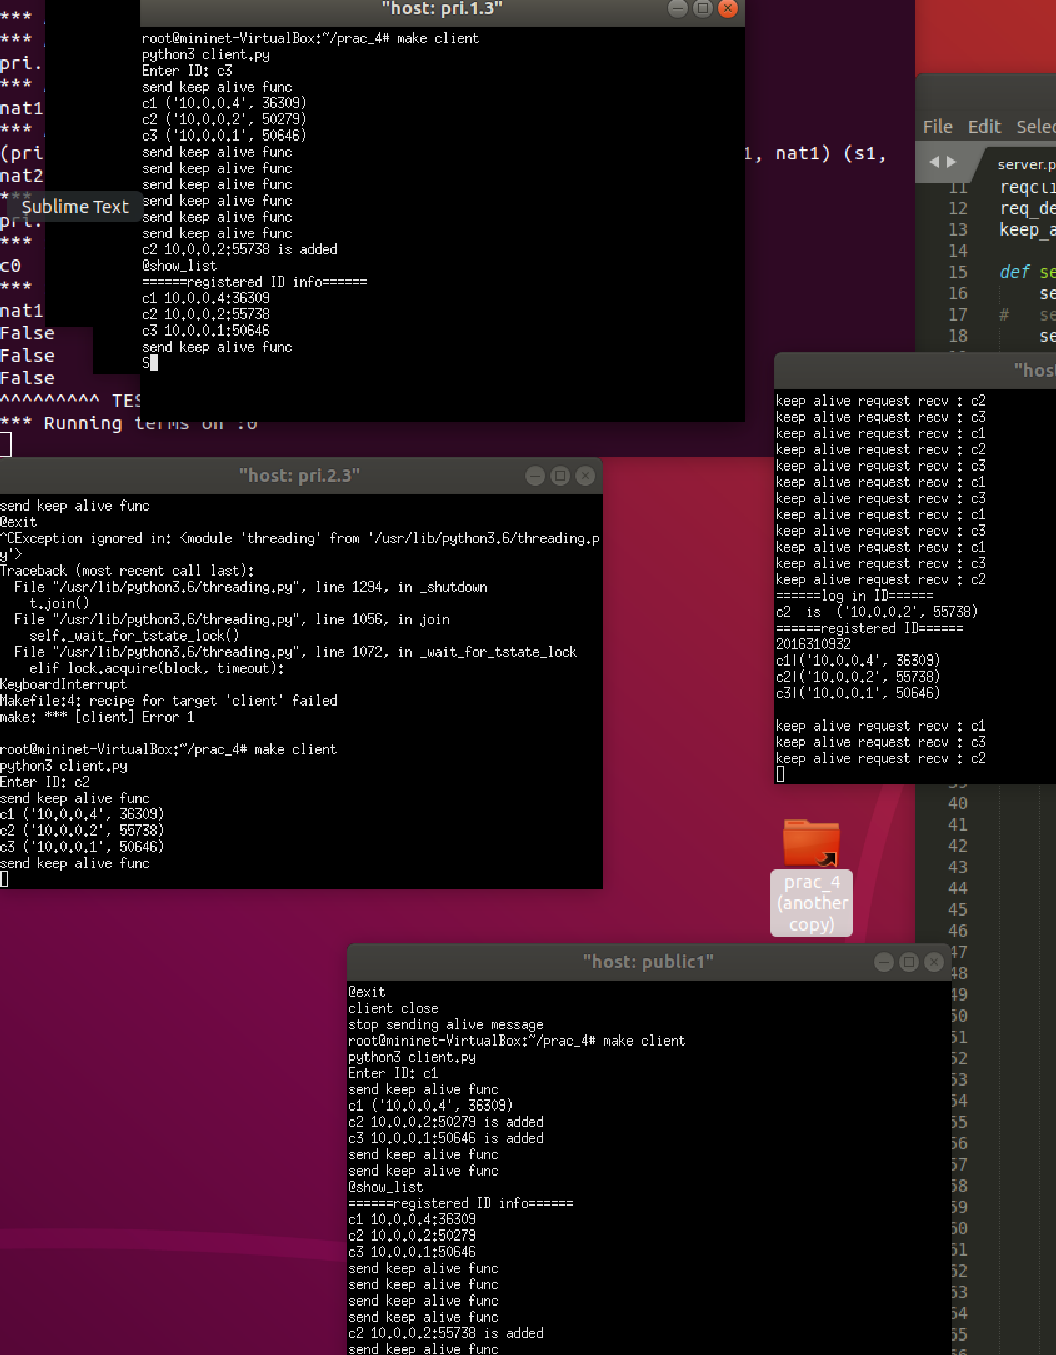 "host: pri.1.3"
root@mininet-VirtualBox:~/prac_4# make client
python3 client.py
Enter ID: c3
send keep alive func
c1 ('10.0.0.4', 36309)
c2 ('10.0.0.2', 50279)
c3 ('10.0.0.1', 50646)
send keep alive func
send keep alive func
send keep alive func
send keep alive func
send keep alive func
send keep alive func
c2 10.0.0.2:55738 is added
@show_list
======registered ID info======
c1 10.0.0.4:36309
c2 10.0.0.2:55738
c3 10.0.0.1:50646
send keep alive func
S
***
***
pri.
***
nat1
***
(pri 1, nat1) (s1,
nat2
***
pri.
***
c0
***
nat1
False
False
False
^^^^^^^^^ TES
*** Running terms on :0
Sublime Text
File Edit Selec
server.p
11 reqcli
12 req_de
13 keep_a
14
15 def se
16 se
17 # se
18 se
"host
keep alive request recv : c2
keep alive request recv : c3
keep alive request recv : c1
keep alive request recv : c2
keep alive request recv : c3
keep alive request recv : c1
keep alive request recv : c3
keep alive request recv : c1
keep alive request recv : c3
keep alive request recv : c1
keep alive request recv : c3
keep alive request recv : c2
======log in ID======
c2 is ('10.0.0.2', 55738)
======registered ID======
2016310932
c1|('10.0.0.4', 36309)
c2|('10.0.0.2', 55738)
c3|('10.0.0.1', 50646)
keep alive request recv : c1
keep alive request recv : c3
keep alive request recv : c2
"host: pri.2.3"
send keep alive func
@exit
^CException ignored in: <module 'threading' from '/usr/lib/python3.6/threading.p
y'>
Traceback (most recent call last):
File "/usr/lib/python3.6/threading.py", line 1294, in _shutdown
t.join()
File "/usr/lib/python3.6/threading.py", line 1056, in join
self._wait_for_tstate_lock()
File "/usr/lib/python3.6/threading.py", line 1072, in _wait_for_tstate_lock
elif lock.acquire(block, timeout):
KeyboardInterrupt
Makefile:4: recipe for target 'client' failed
make: *** [client] Error 1
root@mininet-VirtualBox:~/prac_4# make client
python3 client.py
Enter ID: c2
send keep alive func
c1 ('10.0.0.4', 36309)
c2 ('10.0.0.2', 55738)
c3 ('10.0.0.1', 50646)
send keep alive func
40
41
42
43
44
45
46
47
48
49
50
51
52
53
54
55
56
57
58
59
60
61
62
63
64
65
prac_4
(another
copy)
"host: public1"
@exit
client close
stop sending alive message
root@mininet-VirtualBox:~/prac_4# make client
python3 client.py
Enter ID: c1
send keep alive func
c1 ('10.0.0.4', 36309)
c2 10.0.0.2:50279 is added
c3 10.0.0.1:50646 is added
send keep alive func
send keep alive func
@show_list
======registered ID info======
c1 10.0.0.4:36309
c2 10.0.0.2:50279
c3 10.0.0.1:50646
send keep alive func
send keep alive func
send keep alive func
send keep alive func
c2 10.0.0.2:55738 is added
send keep alive func